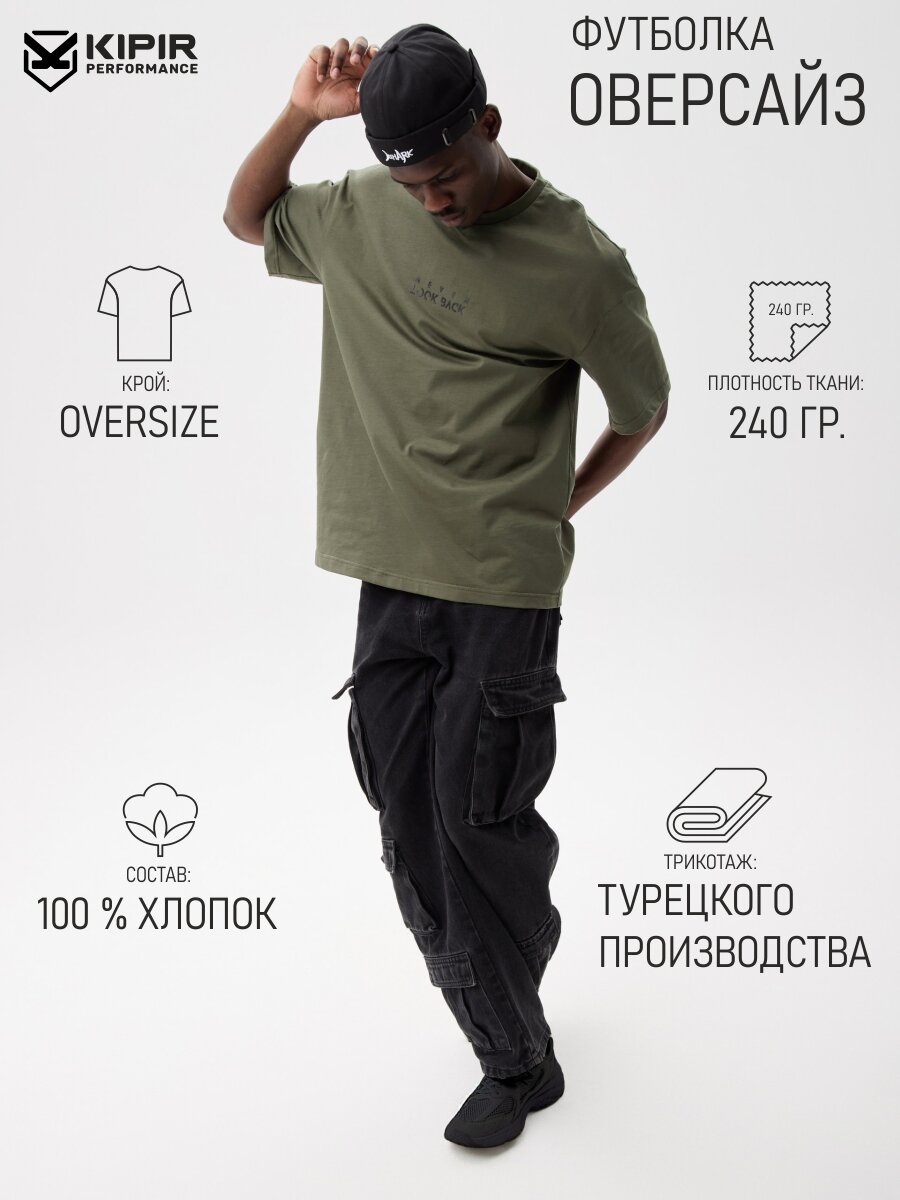 KIPIR
PERFORMANCE
ФУТБОЛКА
ОВЕРСАЙЗ
NEVER
LOOK BACK
КРОЙ:
OVERSIZE
240 ГР.
ПЛОТНОСТЬ ТКАНИ:
240 ГР.
СОСТАВ:
100 % ХЛОПОК
ТРИКОТАЖ:
ТУРЕЦКОГО
ПРОИЗВОДСТВА